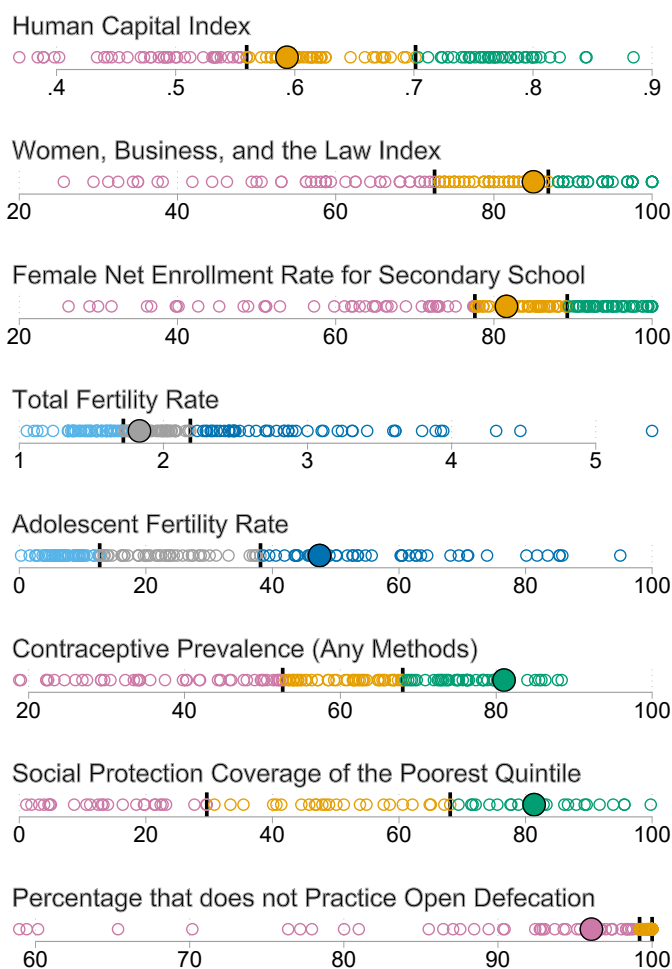 Human Capital Index
.4 .5 .6 .7 .8 .9
Women, Business, and the Law Index
20 40 60 80 100
Female Net Enrollment Rate for Secondary School
20 40 60 80 100
Total Fertility Rate
1 2 3 4 5
Adolescent Fertility Rate
0 20 40 60 80 100
Contraceptive Prevalence (Any Methods)
20 40 60 80 100
Social Protection Coverage of the Poorest Quintile
0 20 40 60 80 100
Percentage that does not Practice Open Defecation
60 70 80 90 100